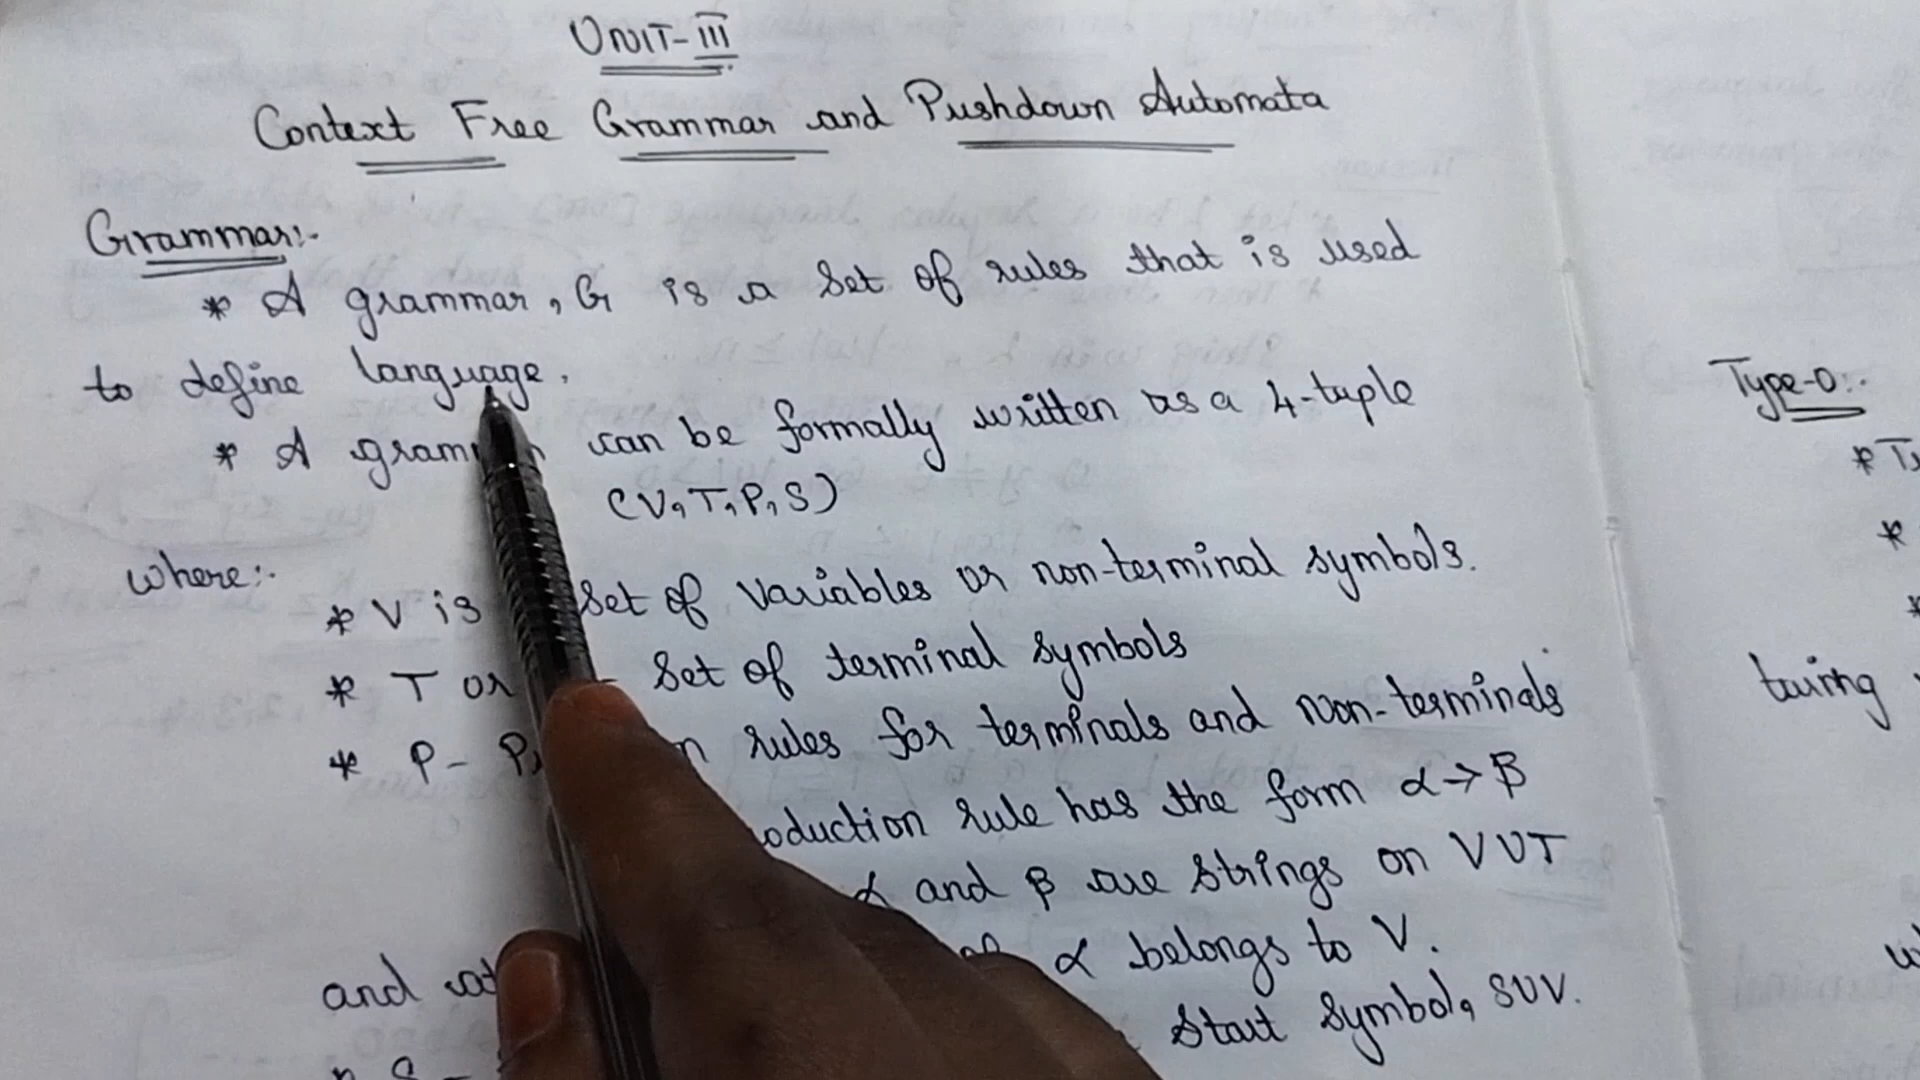 UNIT-III
Context Free Grammar and Pushdown Automata
Grammar:-
* A grammar, G is a set of rules that is used
to define language.
* A can be formally written as a 4-tuple
(V, T, P, S)
where:-
* V is set of variables or non-terminal symbols.
* T or - set of terminal symbols
* P - rules for terminals and non-terminals
rule has the form α → β
α and β are strings on VUT
and α belongs to V.
Start symbol, SUV.
Type-0:-